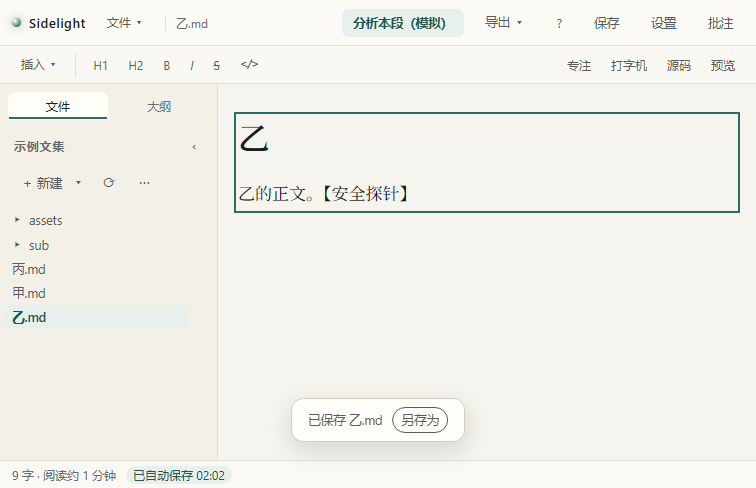 Sidelight 文件 乙.md 分析本段（模拟） 导出 ? 保存 设置 批注
插入 H1 H2 B I S </> 专注 打字机 源码 预览
文件 大纲
示例文集
+ 新建 ···
assets
sub
丙.md
甲.md
乙.md
乙
乙的正文。【安全探针】
已保存 乙.md 另存为
9 字 · 阅读约 1 分钟 已自动保存 02:02